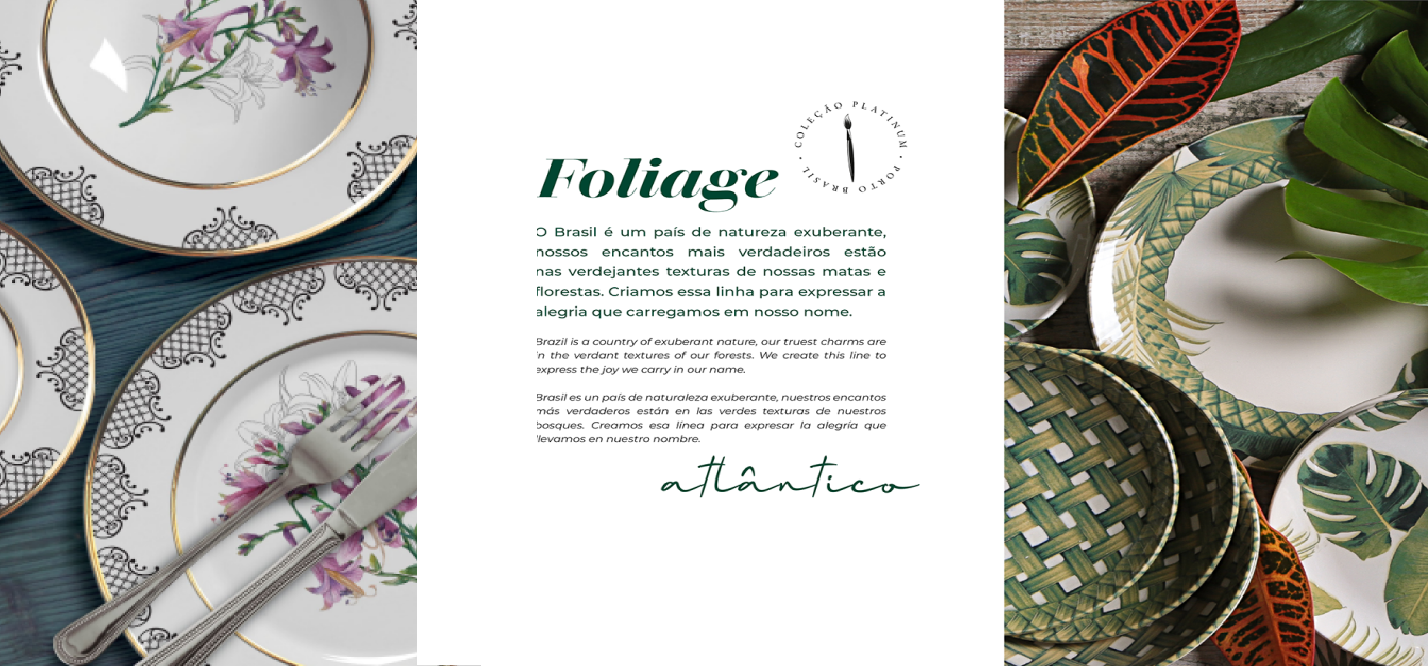 COLEÇÃO PLATINUM • PORTO BRASIL •
Foliage
O Brasil é um país de natureza exuberante,
nossos encantos mais verdadeiros estão
nas verdejantes texturas de nossas matas e
florestas. Criamos essa linha para expressar a
alegria que carregamos em nosso nome.
Brazil is a country of exuberant nature, our truest charms are
in the verdant textures of our forests. We create this line to
express the joy we carry in our name.
Brasil es un país de naturaleza exuberante, nuestros encantos
más verdaderos están en las verdes texturas de nuestros
bosques. Creamos esa línea para expresar la alegría que
llevamos en nuestro nombre.
atlântico